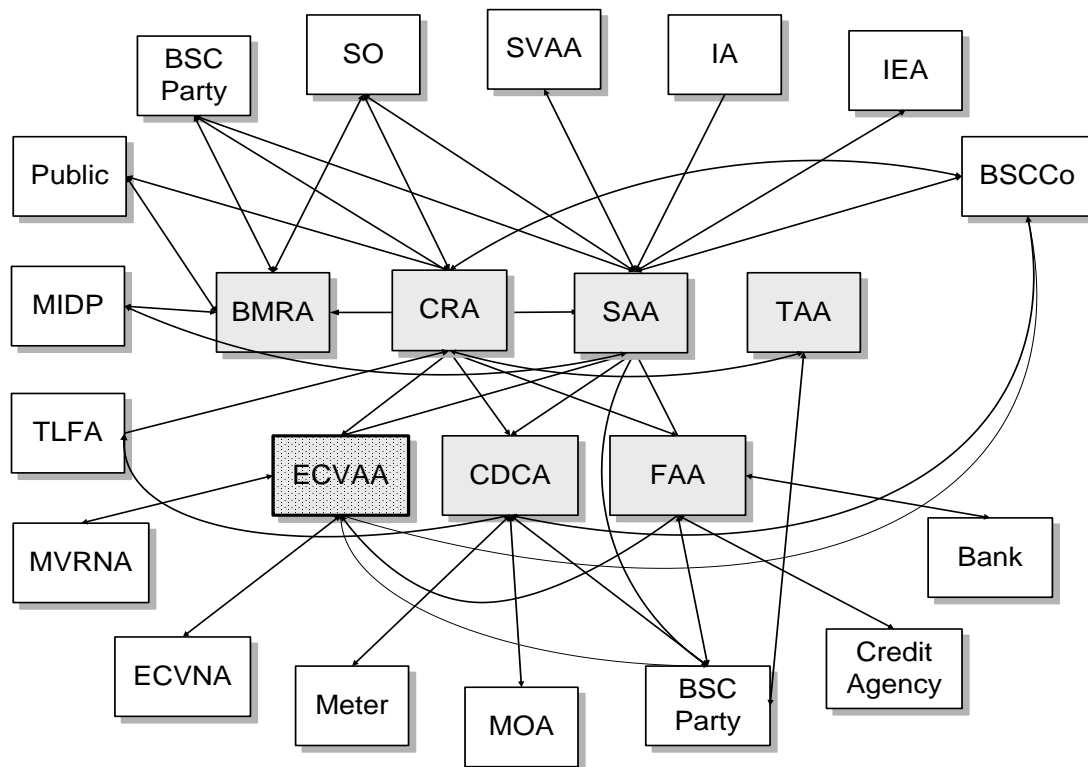 BSC
Party
SO
SVAA
IA
IEA
Public
BSCCo
MIDP
BMRA
CRA
SAA
TAA
TLFA
ECVAA
CDCA
FAA
MVRNA
Bank
ECVNA
Meter
MOA
BSC
Party
Credit
Agency